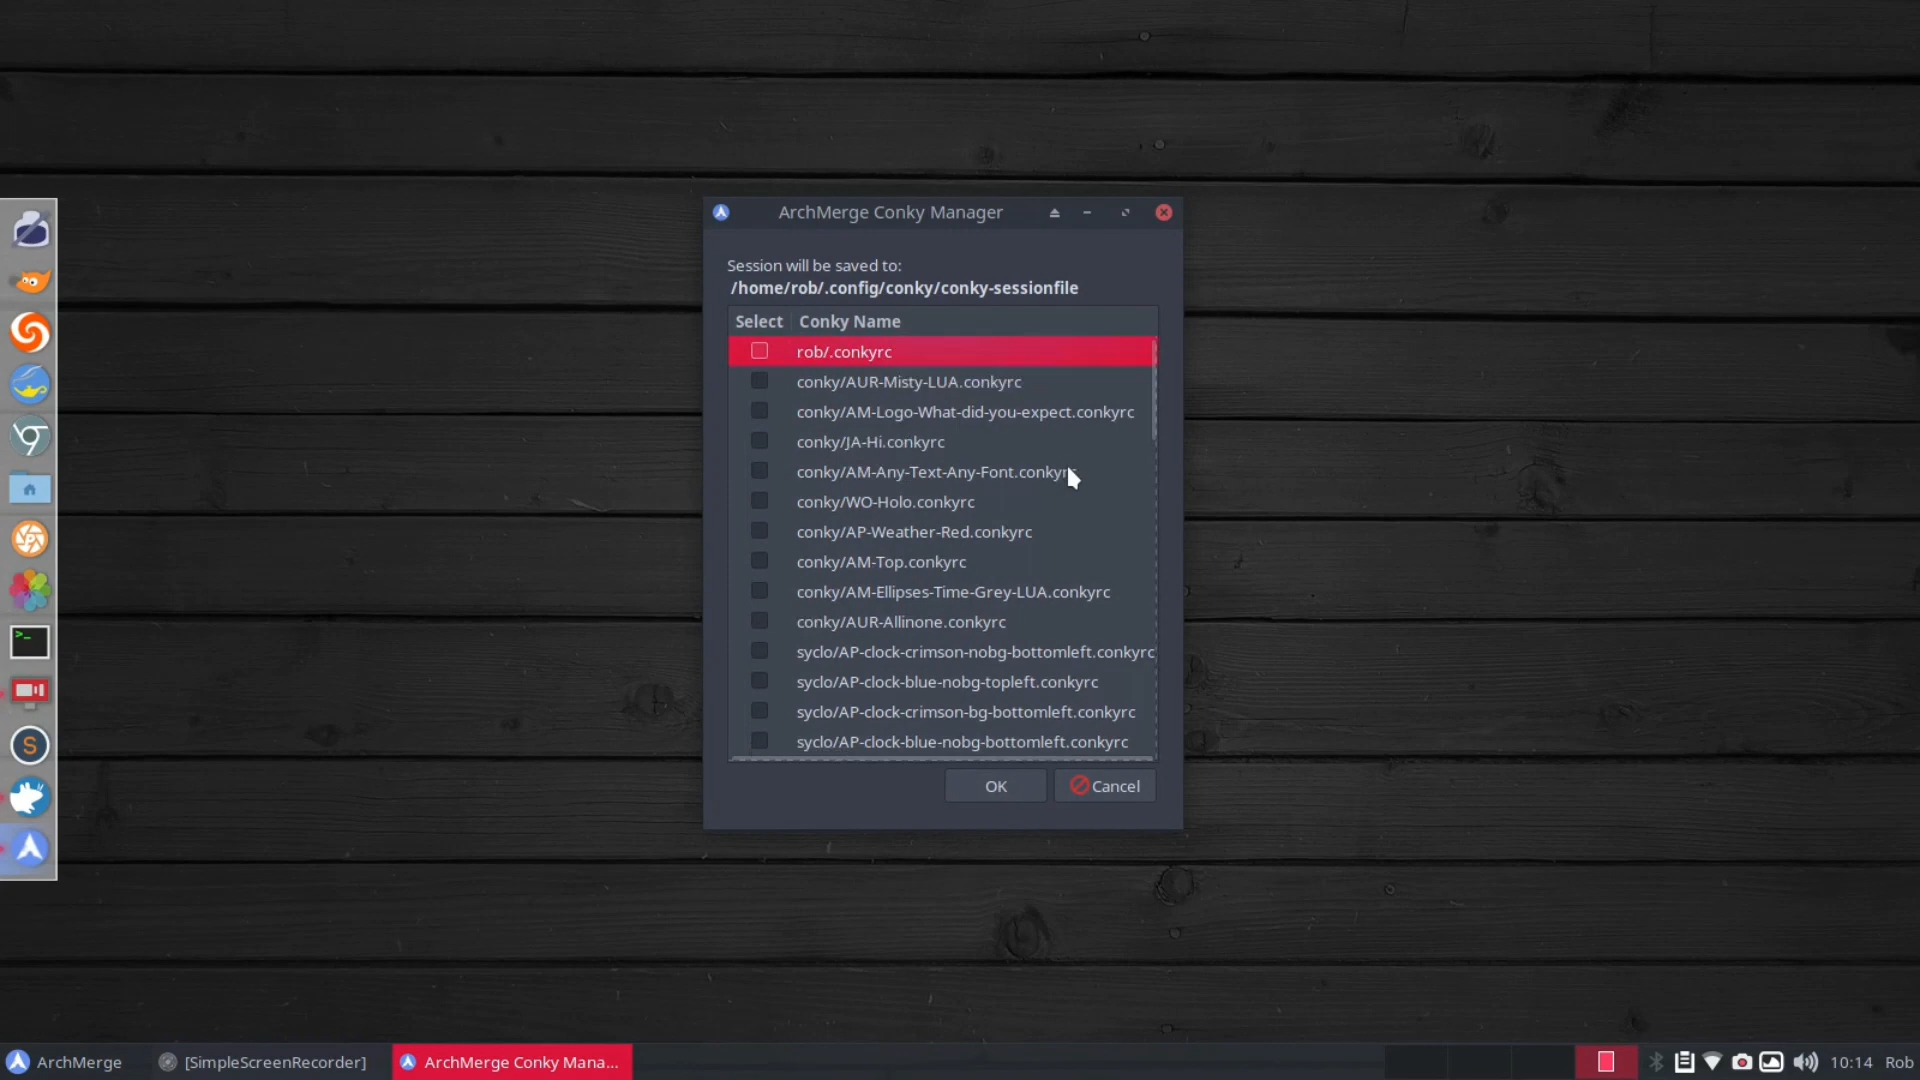 ArchMerge Conky Manager
Session will be saved to:
/home/rob/.config/conky/conky-sessionfile
Select Conky Name
rob/.conkyrc
conky/AUR-Misty-LUA.conkyrc
conky/AM-Logo-What-did-you-expect.conkyrc
conky/JA-Hi.conkyrc
conky/AM-Any-Text-Any-Font.conkyrc
conky/WO-Holo.conkyrc
conky/AP-Weather-Red.conkyrc
conky/AM-Top.conkyrc
conky/AM-Ellipses-Time-Grey-LUA.conkyrc
conky/AUR-Allinone.conkyrc
syclo/AP-clock-crimson-nobg-bottomleft.conkyrc
syclo/AP-clock-blue-nobg-topleft.conkyrc
syclo/AP-clock-crimson-bg-bottomleft.conkyrc
syclo/AP-clock-blue-nobg-bottomleft.conkyrc
OK Cancel
>_
S
ArchMerge [SimpleScreenRecorder] ArchMerge Conky Mana... 10:14 Rob